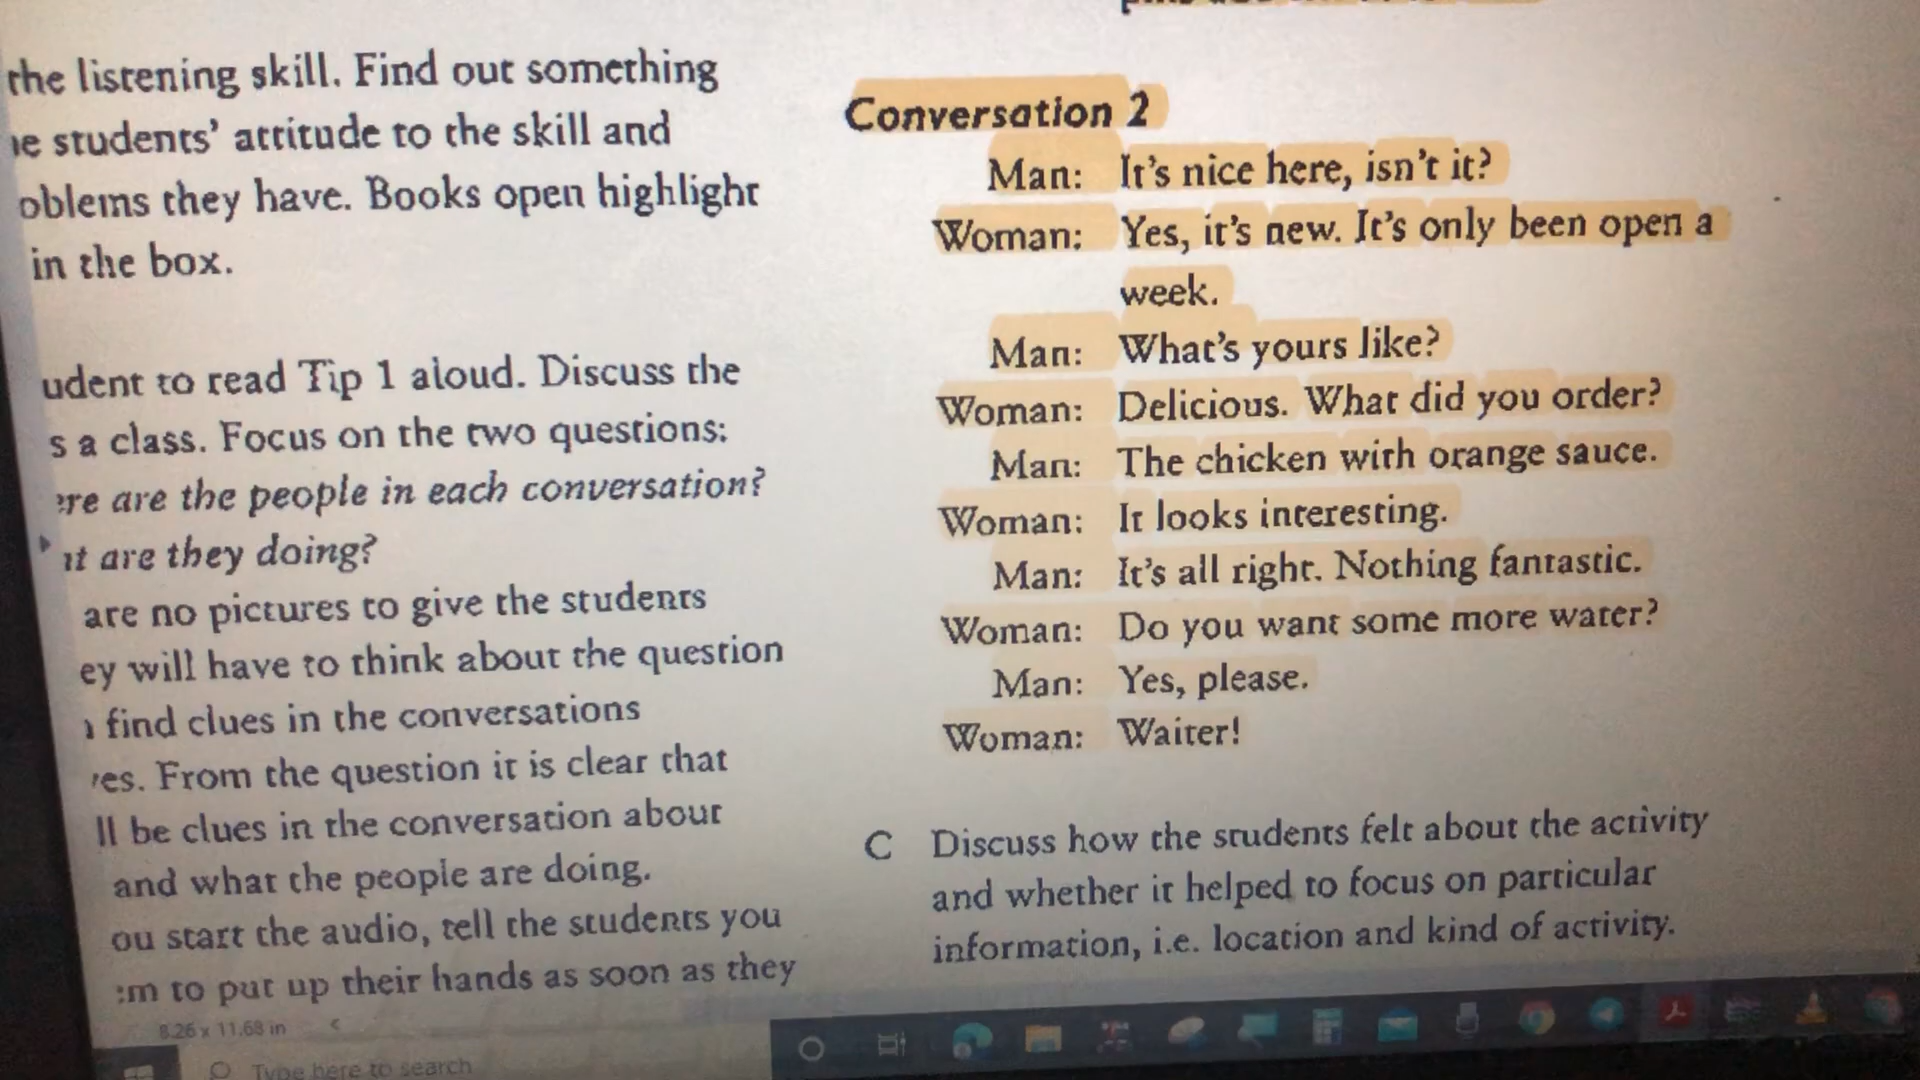 the listening skill. Find out something
students' attitude to the skill and
they have. Books open highlight
in the box.
to read Tip 1 aloud. Discuss the
s a class. Focus on the two questions:
are the people in each conversation?
are they doing?
are no pictures to give the students
will have to think about the question
find clues in the conversations
From the question it is clear that
ll be clues in the conversation about
and what the people are doing.
ou start the audio, tell the students you
to put up their hands as soon as they
Conversation 2
Man: It's nice here, isn't it?
Woman: Yes, it's new. It's only been open a
week.
Man: What's yours like?
Woman: Delicious. What did you order?
Man: The chicken with orange sauce.
Woman: It looks interesting.
Man: It's all right. Nothing fantastic.
Woman: Do you want some more water?
Man: Yes, please.
Woman: Waiter!
C Discuss how the students felt about the activity
and whether it helped to focus on particular
information, i.e. location and kind of activity.
8.26 x 11.68 in
Type here to search